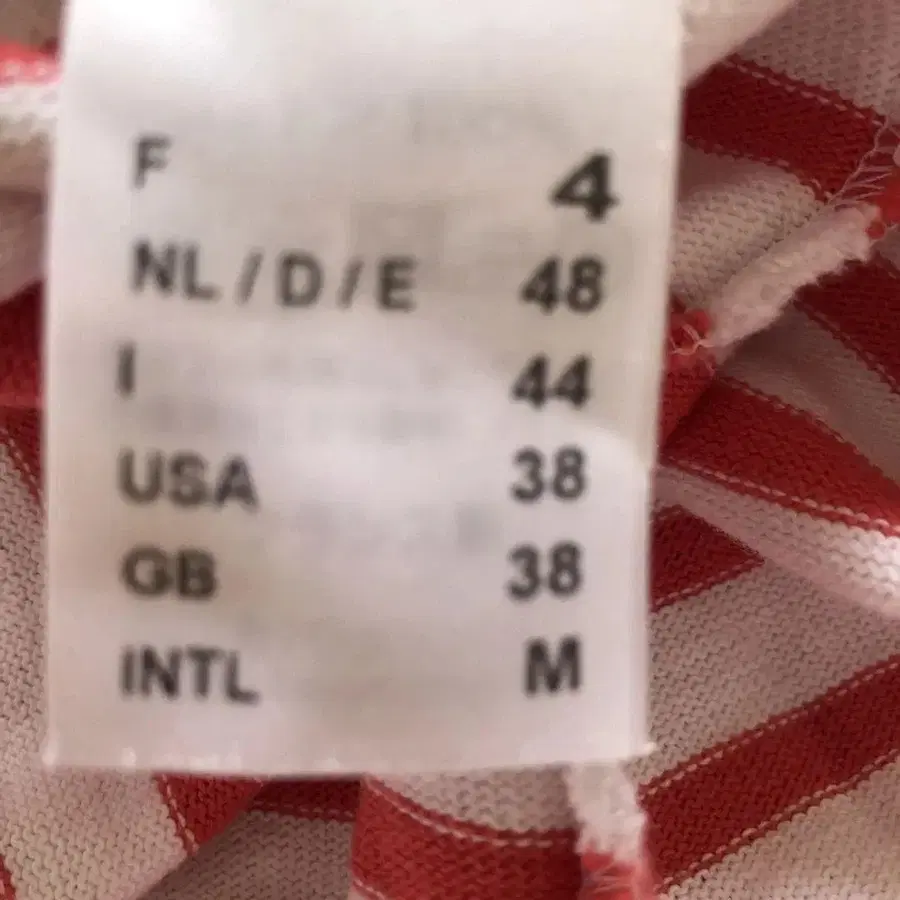 F 4
NL / D / E 48
I 44
USA 38
GB 38
INTL M